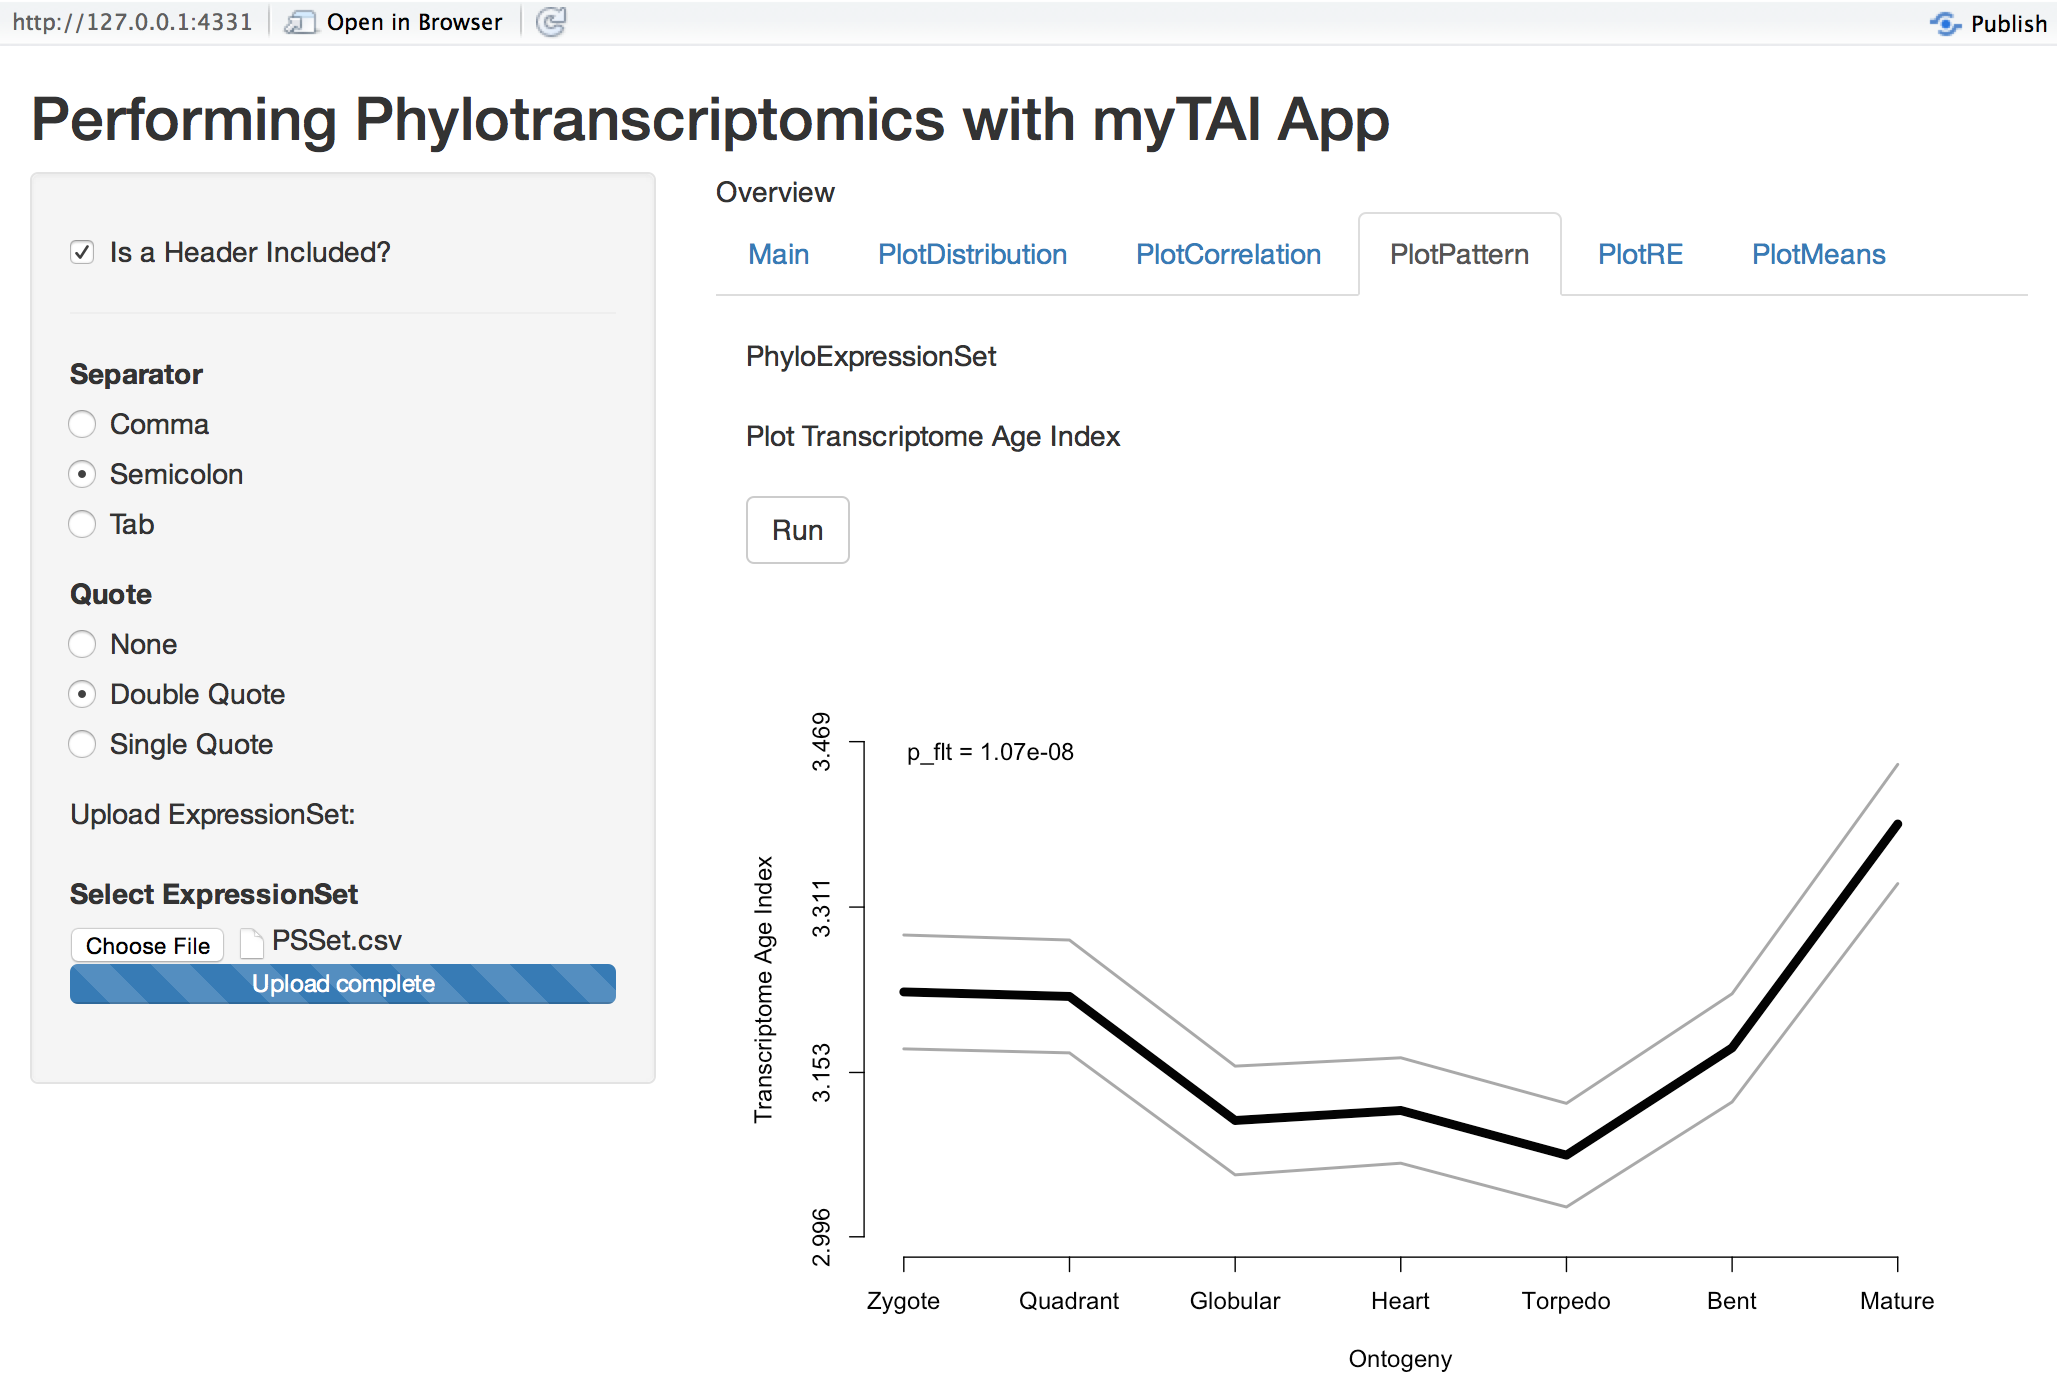 http://127.0.0.1:4331 Open in Browser Publish
Performing Phylotranscriptomics with myTAI App
Is a Header Included?
Separator
Comma
Semicolon
Tab
Quote
None
Double Quote
Single Quote
Upload ExpressionSet:
Select ExpressionSet
Choose File PSSet.csv
Upload complete
Overview
Main PlotDistribution PlotCorrelation PlotPattern PlotRE PlotMeans
PhyloExpressionSet
Plot Transcriptome Age Index
Run
p_flt = 1.07e-08
Transcriptome Age Index
3.469
3.311
3.153
2.996
Zygote Quadrant Globular Heart Torpedo Bent Mature
Ontogeny